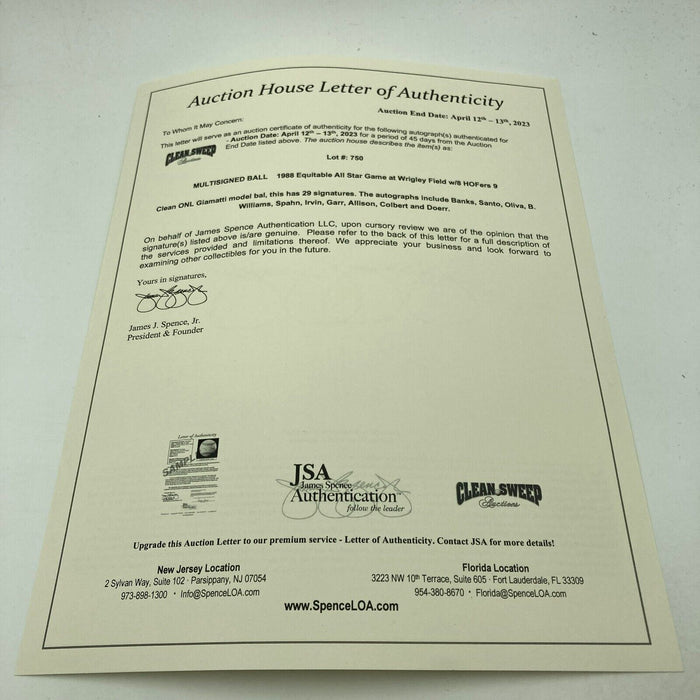 Auction House Letter of Authenticity
Auction End Date: April 12th – 13th, 2023
To Whom It May Concern:
This letter will serve as an auction certificate of authenticity for the following autograph(s) authenticated for
CLEAN SWEEP Auctions - Auction Date: April 12th – 13th, 2023 for a period of 45 days from the Auction
End Date listed above. The auction house describes the item(s) as:
Lot #: 750
MULTISIGNED BALL 1988 Equitable All Star Game at Wrigley Field w/8 HOFers 9
Clean ONL Giamatti model bal, this has 29 signatures. The autographs include Banks, Santo, Oliva, B.
Williams, Spahn, Irvin, Garr, Allison, Colbert and Doerr.
On behalf of James Spence Authentication LLC, upon cursory review we are of the opinion that the
signature(s) listed above is/are genuine. Please refer to the back of this letter for a full description of
the services provided and limitations thereof. We appreciate your business and look forward to
examining other collectibles for you in the future.
Yours in signatures,
James J. Spence, Jr.
President & Founder
Letter of Authenticity
SAMPLE
JSA
James Spence
Authentication
follow the leader
CLEAN SWEEP
Auctions
Upgrade this Auction Letter to our premium service - Letter of Authenticity. Contact JSA for more details!
New Jersey Location
2 Sylvan Way, Suite 102 · Parsippany, NJ 07054
973-898-1300 · Info@SpenceLOA.com
Florida Location
3223 NW 10th Terrace, Suite 605 · Fort Lauderdale, FL 33309
954-380-8670 · Florida@SpenceLOA.com
www.SpenceLOA.com